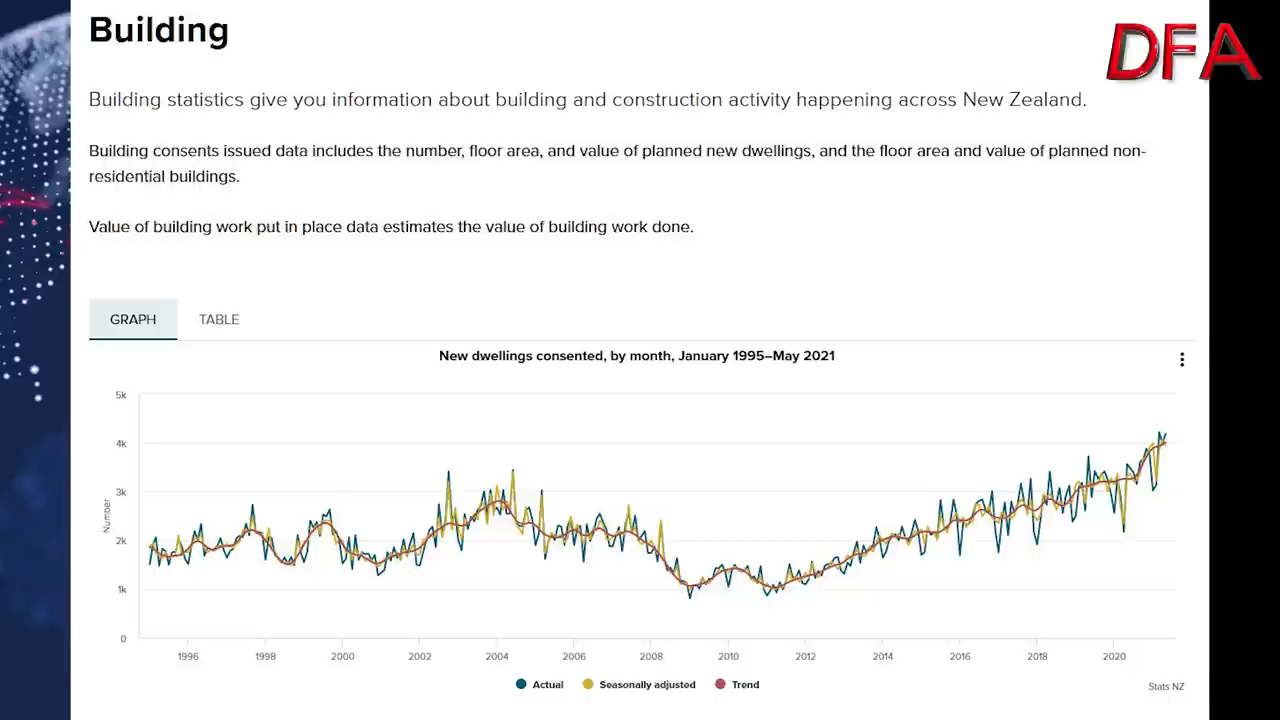 Building
DFA
Building statistics give you information about building and construction activity happening across New Zealand.
Building consents issued data includes the number, floor area, and value of planned new dwellings, and the floor area and value of planned non-
residential buildings.
Value of building work put in place data estimates the value of building work done.
GRAPH TABLE
New dwellings consented, by month, January 1995–May 2021
5k
4k
3k
2k
1k
0
Number
1996 1998 2000 2002 2004 2006 2008 2010 2012 2014 2016 2018 2020
Actual Seasonally adjusted Trend
Stats NZ